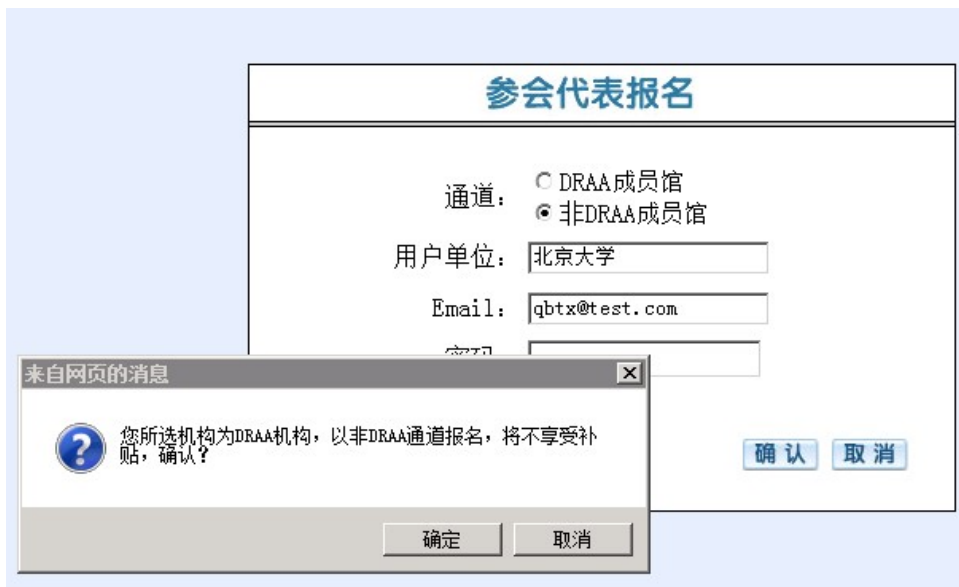 参会代表报名
通道：
DRAA成员馆
非DRAA成员馆
用户单位：
北京大学
Email：
qbtx@test.com
密码
来自网页的消息
您所选机构为DRAA机构，以非DRAA通道报名，将不享受补
贴，确认？
确定
取消
确 认
取 消